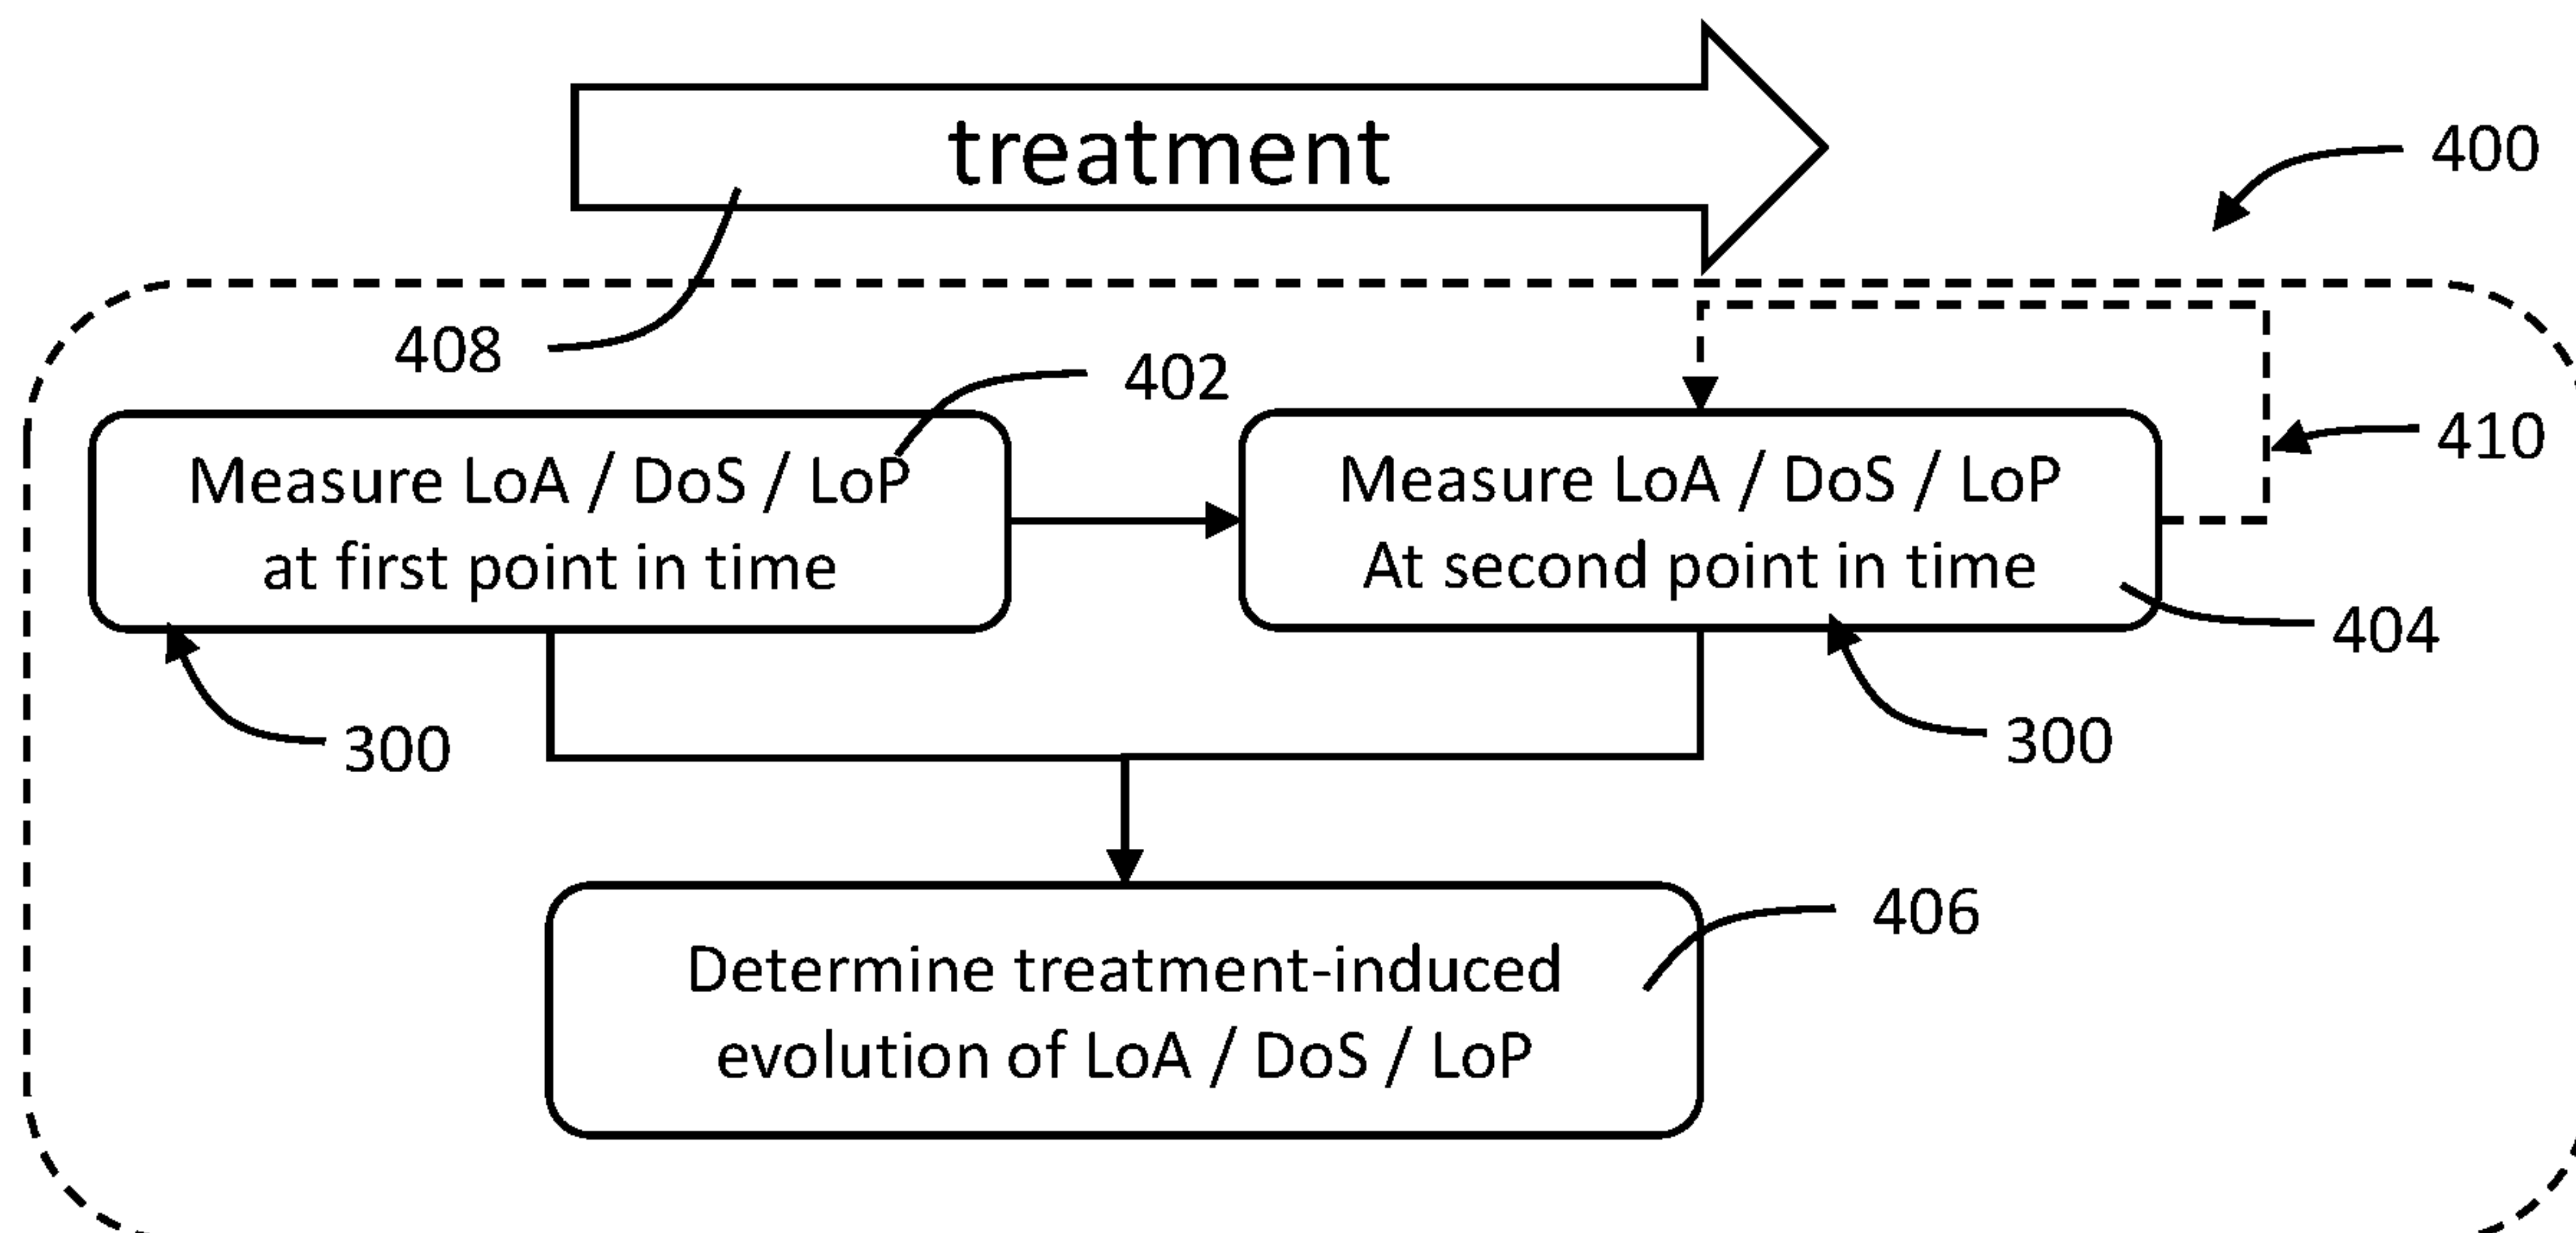 treatment
400
408
402
Measure LoA / DoS / LoP
at first point in time
Measure LoA / DoS / LoP
At second point in time
410
404
300
300
406
Determine treatment-induced
evolution of LoA / DoS / LoP